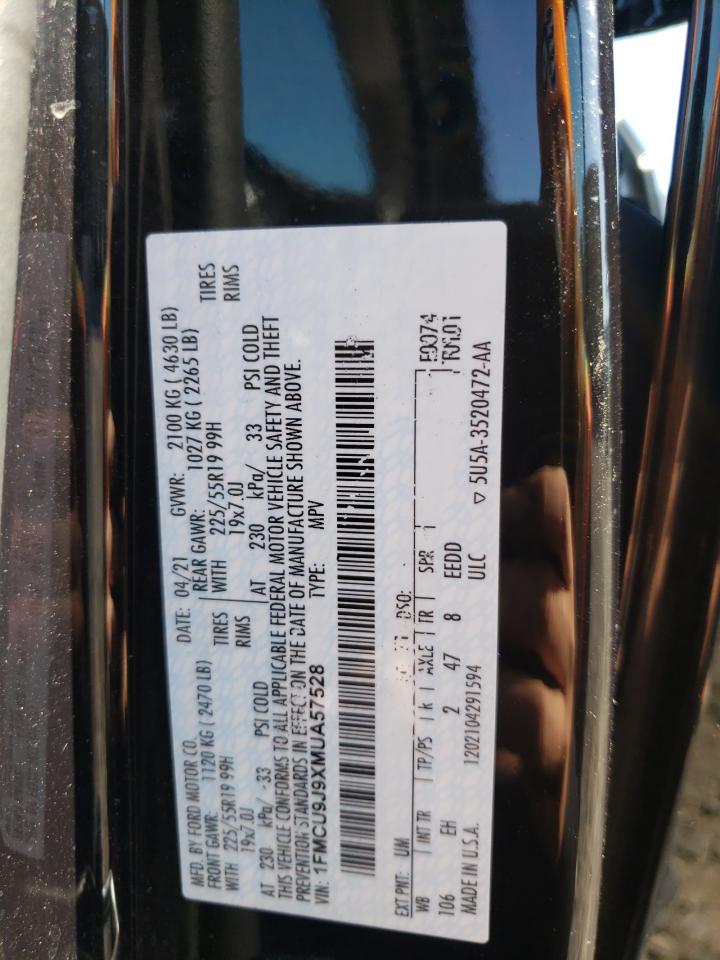 MFD. BY FORD MOTOR CO. DATE: 04/21 GVWR: 2100 KG ( 4630 LB)
FRONT GAWR: 1120 KG ( 2470 LB) REAR GAWR: 1027 KG ( 2265 LB)
WITH 225/55R19 99H TIRES WITH 225/55R19 99H TIRES
19x7.0J RIMS 19x7.0J RIMS
AT 230 kPa/ 33 PSI COLD AT 230 kPa/ 33 PSI COLD
THIS VEHICLE CONFORMS TO ALL APPLICABLE FEDERAL MOTOR VEHICLE SAFETY AND THEFT
PREVENTION STANDARDS IN EFFECT ON THE DATE OF MANUFACTURE SHOWN ABOVE.
VIN: 1FMCU9J9XMUA57528 TYPE: MPV
EXT PNT: UM DSO:
WB INT TR TP/PS k AXLE TR SPR
106 EH 2 47 8 EEDD
MADE IN U.S.A. 1202104291594 ULC ▽ 5U5A-3520472-AA